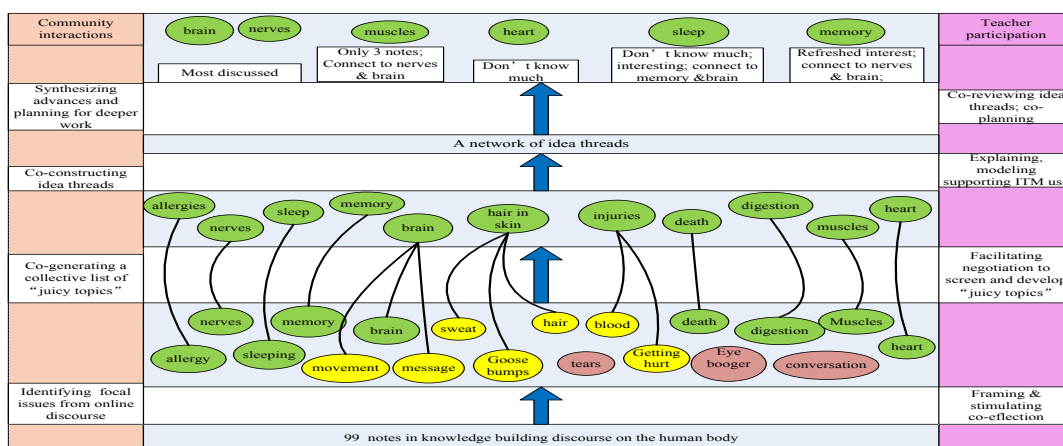 Community
interactions
brain
nerves
muscles
heart
sleep
memory
Teacher
participation
Most discussed
Only 3 notes;
Connect to nerves
& brain
Don't know
much
Don't know much;
interesting; connect to
memory &brain
Refreshed interest;
connect to nerves
& brain;
Synthesizing
advances and
planning for deeper
work
Co-reviewing idea
threads; co-
planning
A network of idea threads
Co-constructing
idea threads
Explaining,
modeling
supporting ITM us
allergies
nerves
sleep
memory
brain
hair in
skin
injuries
death
digestion
muscles
heart
Co-generating a
collective list of
“juicy topics”
Facilitating
negotiation to
screen and develop
“juicy topics”
nerves
memory
brain
sweat
hair
blood
death
digestion
Muscles
heart
allergy
sleeping
movement
message
Goose
bumps
tears
Getting
hurt
Eye
booger
conversation
Identifying focal
issues from online
discourse
Framing &
stimulating
co-eflection
99 notes in knowledge building discourse on the human body